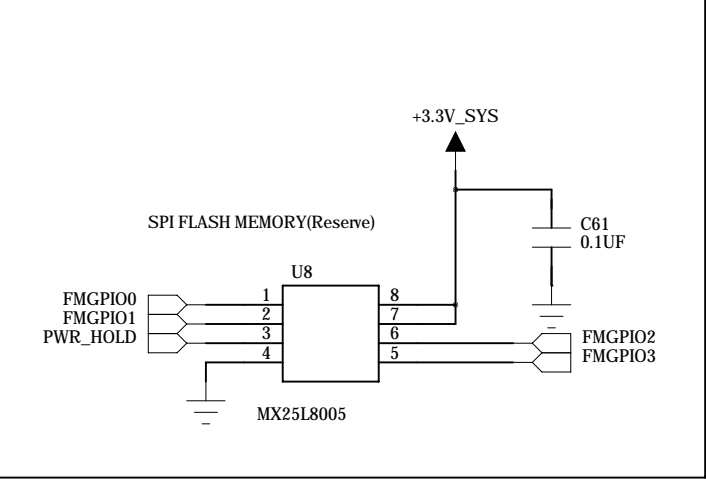 +3.3V_SYS
SPI FLASH MEMORY(Reserve)
C61
0.1UF
U8
FMGPIO0
1
8
FMGPIO1
2
7
PWR_HOLD
3
6
FMGPIO2
4
5
FMGPIO3
MX25L8005